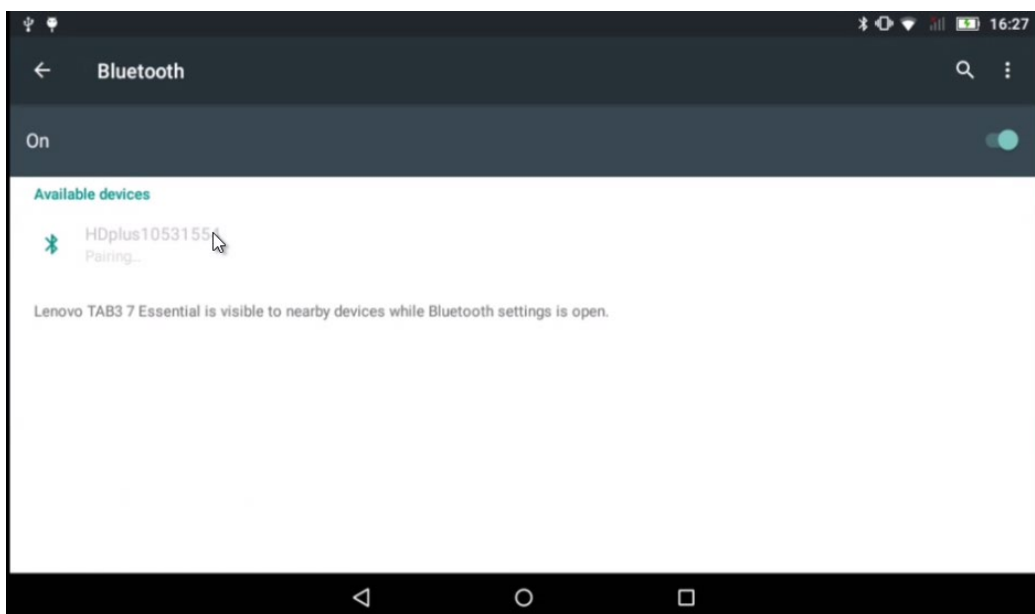 16:27
Bluetooth
On
Available devices
HDplus10531554
Pairing...
Lenovo TAB3 7 Essential is visible to nearby devices while Bluetooth settings is open.